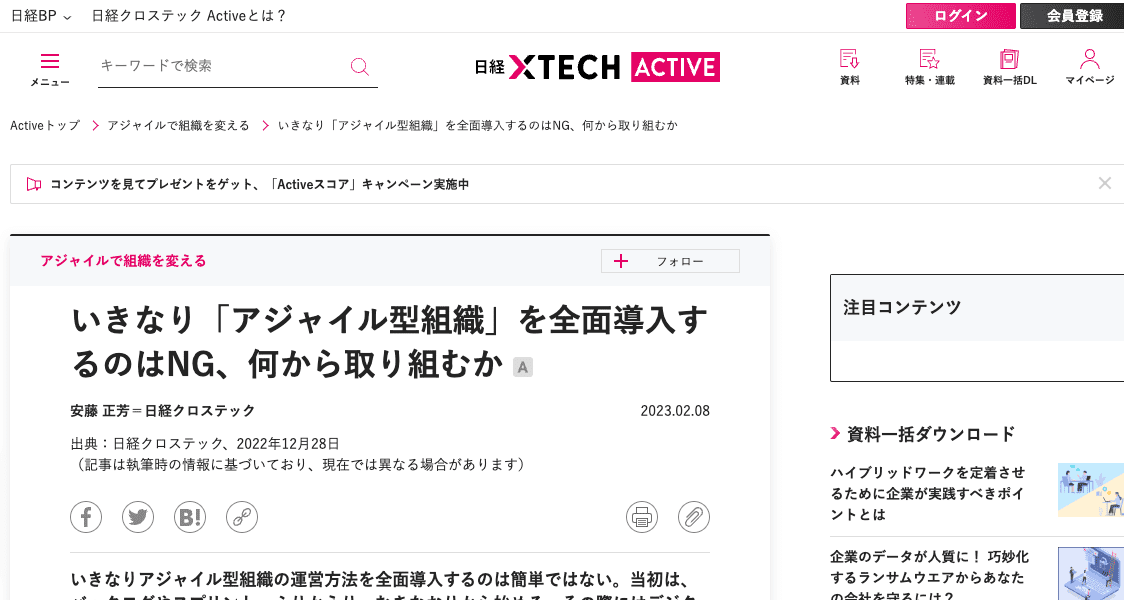 日経BP
日経クロステック Activeとは？
ログイン
会員登録
メニュー
キーワードで検索
日経 XTECH ACTIVE
資料
特集・連載
資料一括DL
マイページ
Activeトップ
アジャイルで組織を変える
いきなり「アジャイル型組織」を全面導入するのはNG、何から取り組むか
コンテンツを見てプレゼントをゲット、「Activeスコア」キャンペーン実施中
アジャイルで組織を変える
フォロー
いきなり「アジャイル型組織」を全面導入す
るのはNG、何から取り組むか A
安藤 正芳＝日経クロステック
2023.02.08
出典：日経クロステック、2022年12月28日
（記事は執筆時の情報に基づいており、現在では異なる場合があります）
B!
いきなりアジャイル型組織の運営方法を全面導入するのは簡単ではない。当初は、
注目コンテンツ
資料一括ダウンロード
ハイブリッドワークを定着させ
るために企業が実践すべきポイ
ントとは
企業のデータが人質に！ 巧妙化
するランサムウエアからあなた
の会社を守るには？